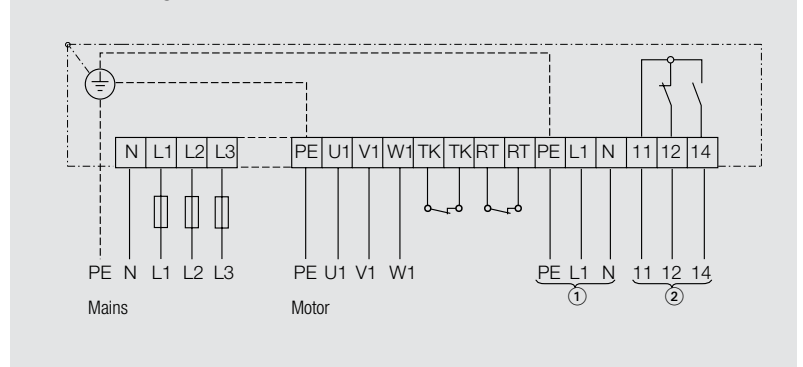 N L1 L2 L3 PE U1 V1 W1 TK TK RT RT PE L1 N 11 12 14
PE N L1 L2 L3 PE U1 V1 W1 PE L1 N 11 12 14
Mains Motor ① ②